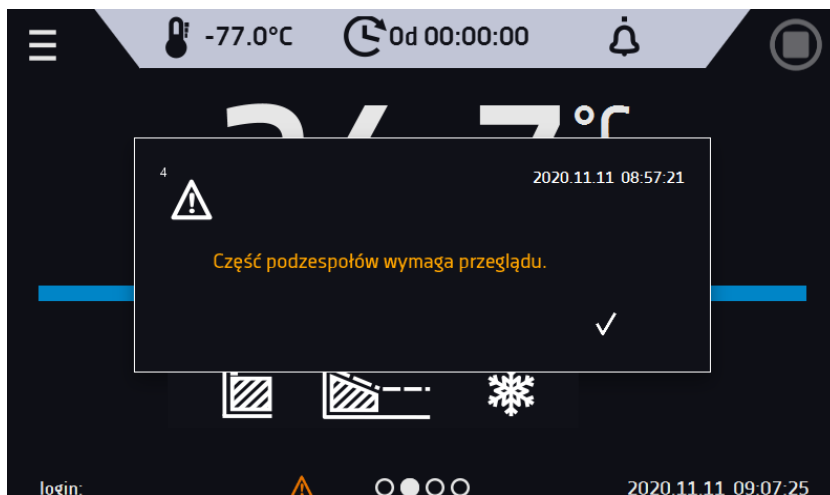 -77.0°C
0d 00:00:00
°C
4
2020.11.11 08:57:21
Część podzespołów wymaga przeglądu.
login:
2020.11.11 09:07:25